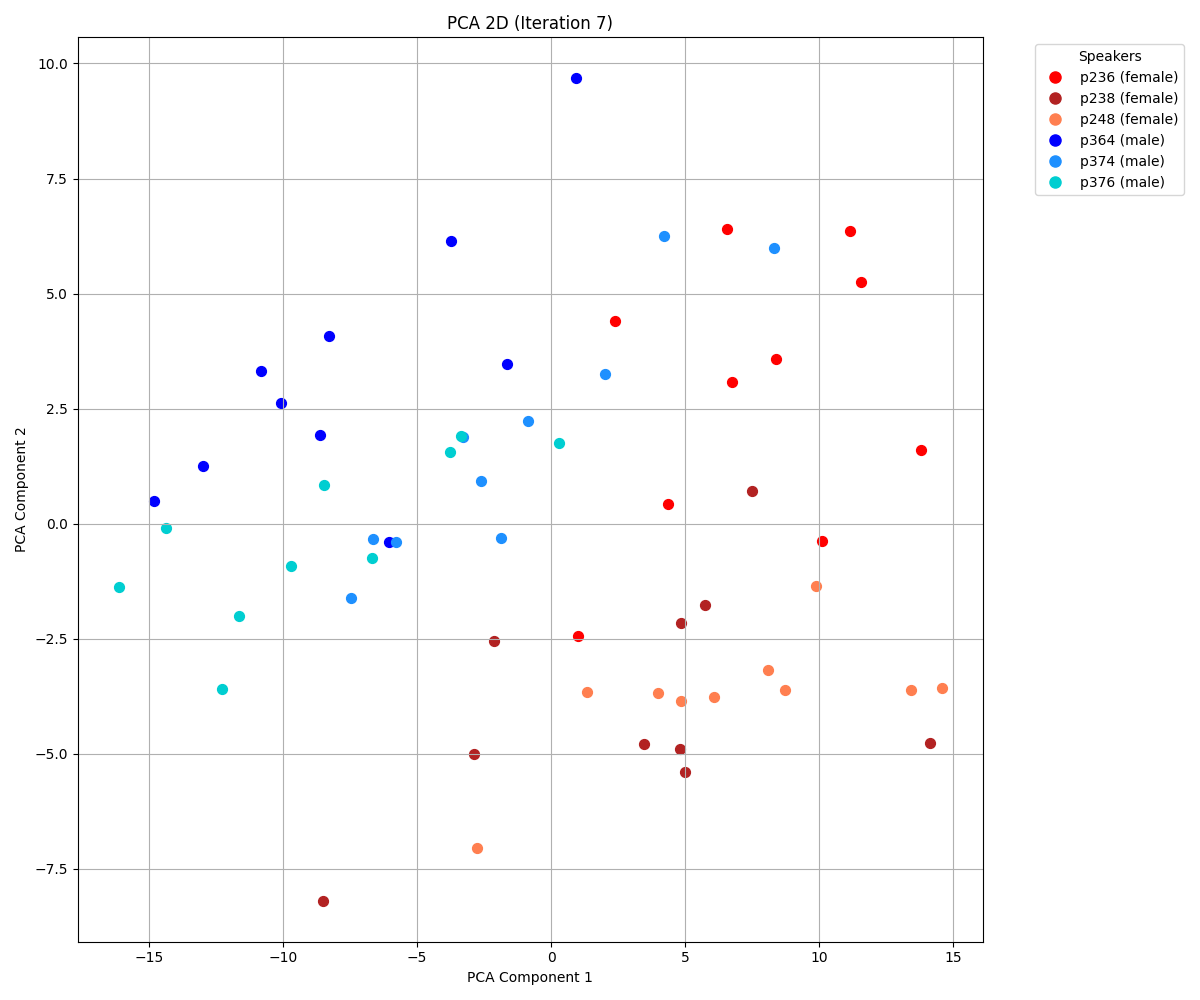 PCA 2D (Iteration 7)
Speakers
p236 (female)
p238 (female)
p248 (female)
p364 (male)
p374 (male)
p376 (male)
PCA Component 2
10.0
7.5
5.0
2.5
0.0
−2.5
−5.0
−7.5
−15
−10
−5
0
5
10
15
PCA Component 1